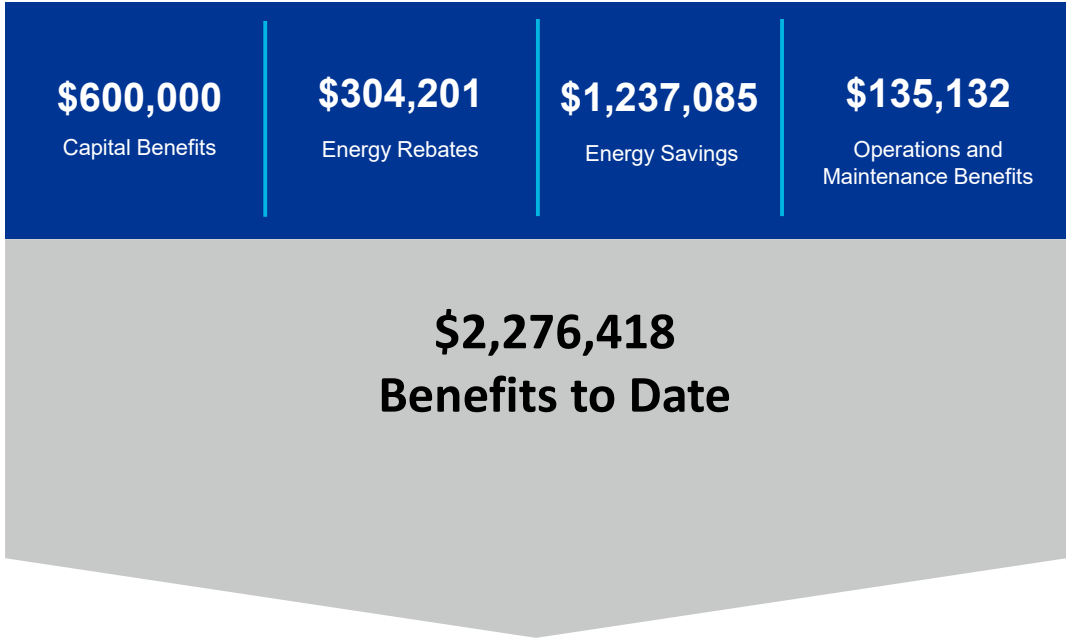 $600,000
Capital Benefits
$304,201
Energy Rebates
$1,237,085
Energy Savings
$135,132
Operations and
Maintenance Benefits
$2,276,418
Benefits to Date